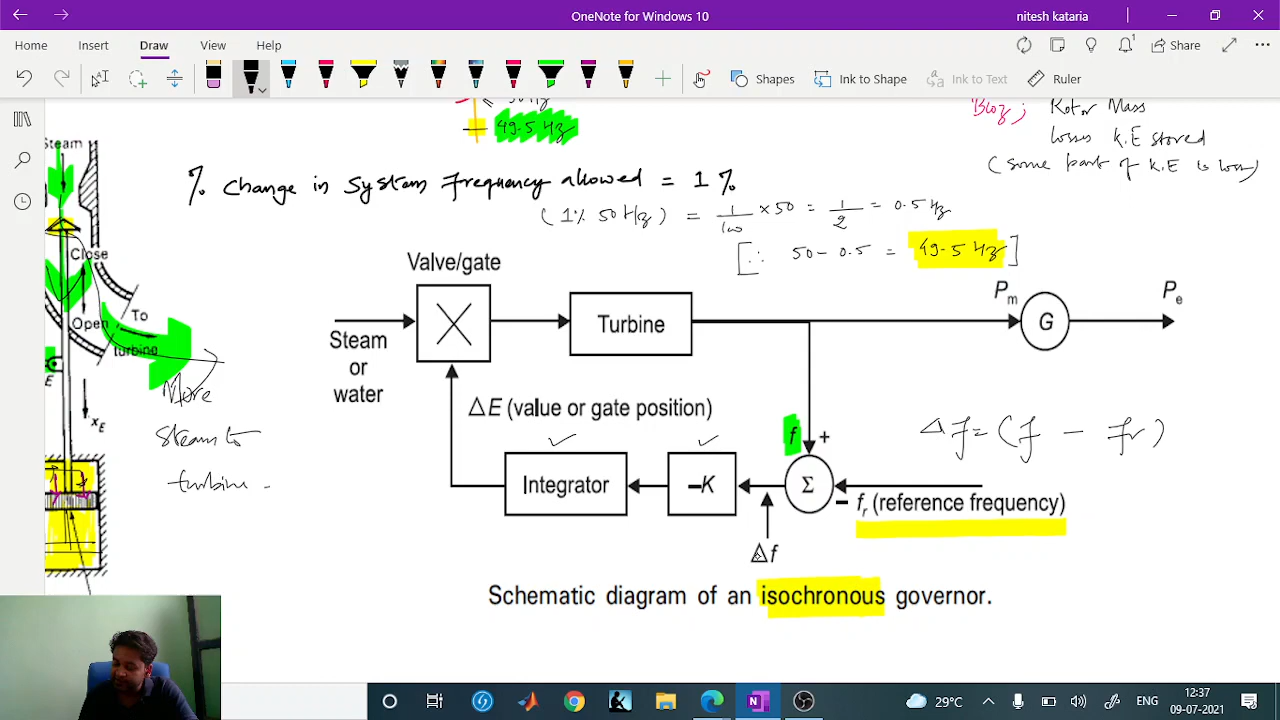 OneNote for Windows 10
nitesh kataria
Home Insert Draw View Help
Share
Shapes
Ink to Shape
Ink to Text
Ruler
49.5 Hz
Rotor Mass
losses K.E stored
(some part of K.E is loss)
% change in system frequency allowed = 1 %
(1% 50 Hz) = 1/100 × 50 = 1/2 = 0.5 Hz
[∴ 50 - 0.5 = 49.5 Hz]
Steam
Close
Open
To
turbine
E
xE
More
Steam to
turbine
Valve/gate
Steam
or
water
Turbine
Pm
G
Pe
ΔE (value or gate position)
f +
Δf = (f - fr)
Integrator
–K
Σ
– fr (reference frequency)
Δf
Schematic diagram of an isochronous governor.
29°C
ENG
12:37
09-07-2021